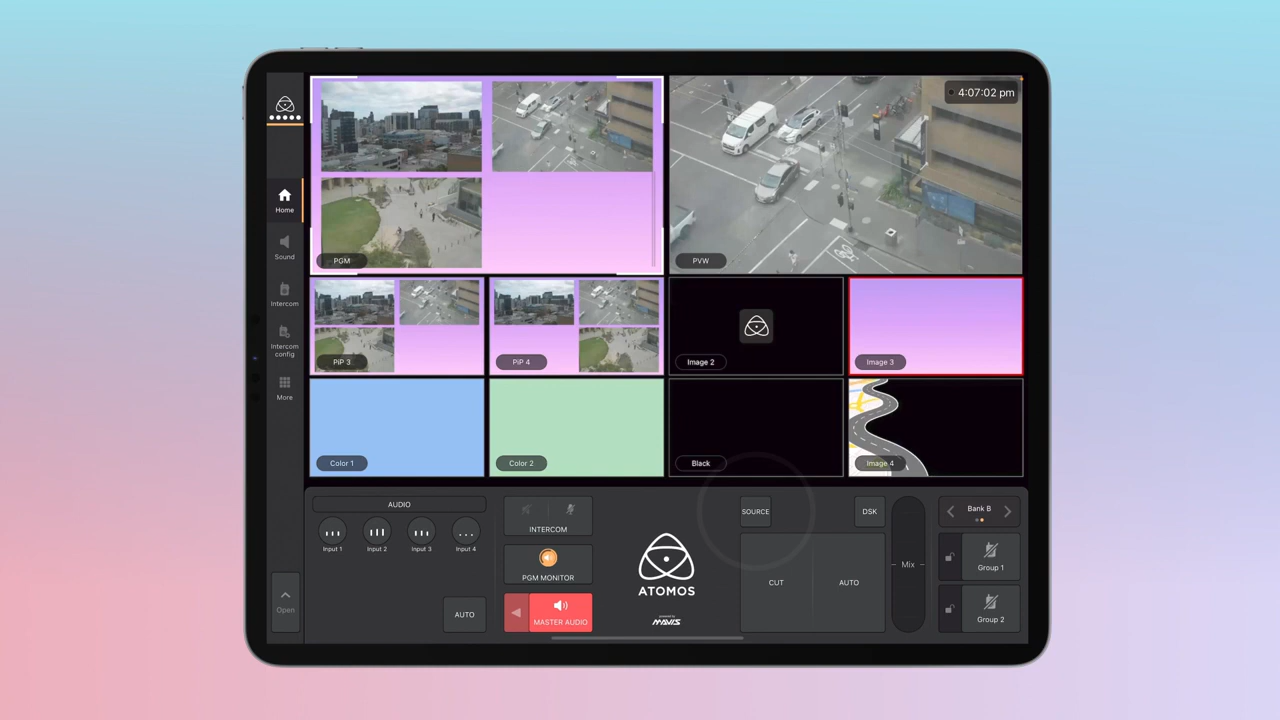 4:07:02 pm
Home
Sound
Intercom
Intercom
config
More
Open
PGM
PVW
PiP 3
PiP 4
Image 2
Image 3
Color 1
Color 2
Black
Image 4
AUDIO
Input 1
Input 2
Input 3
Input 4
AUTO
INTERCOM
PGM MONITOR
MASTER AUDIO
ATOMOS
MAVIS
SOURCE
DSK
CUT
AUTO
Mix
Bank B
Group 1
Group 2